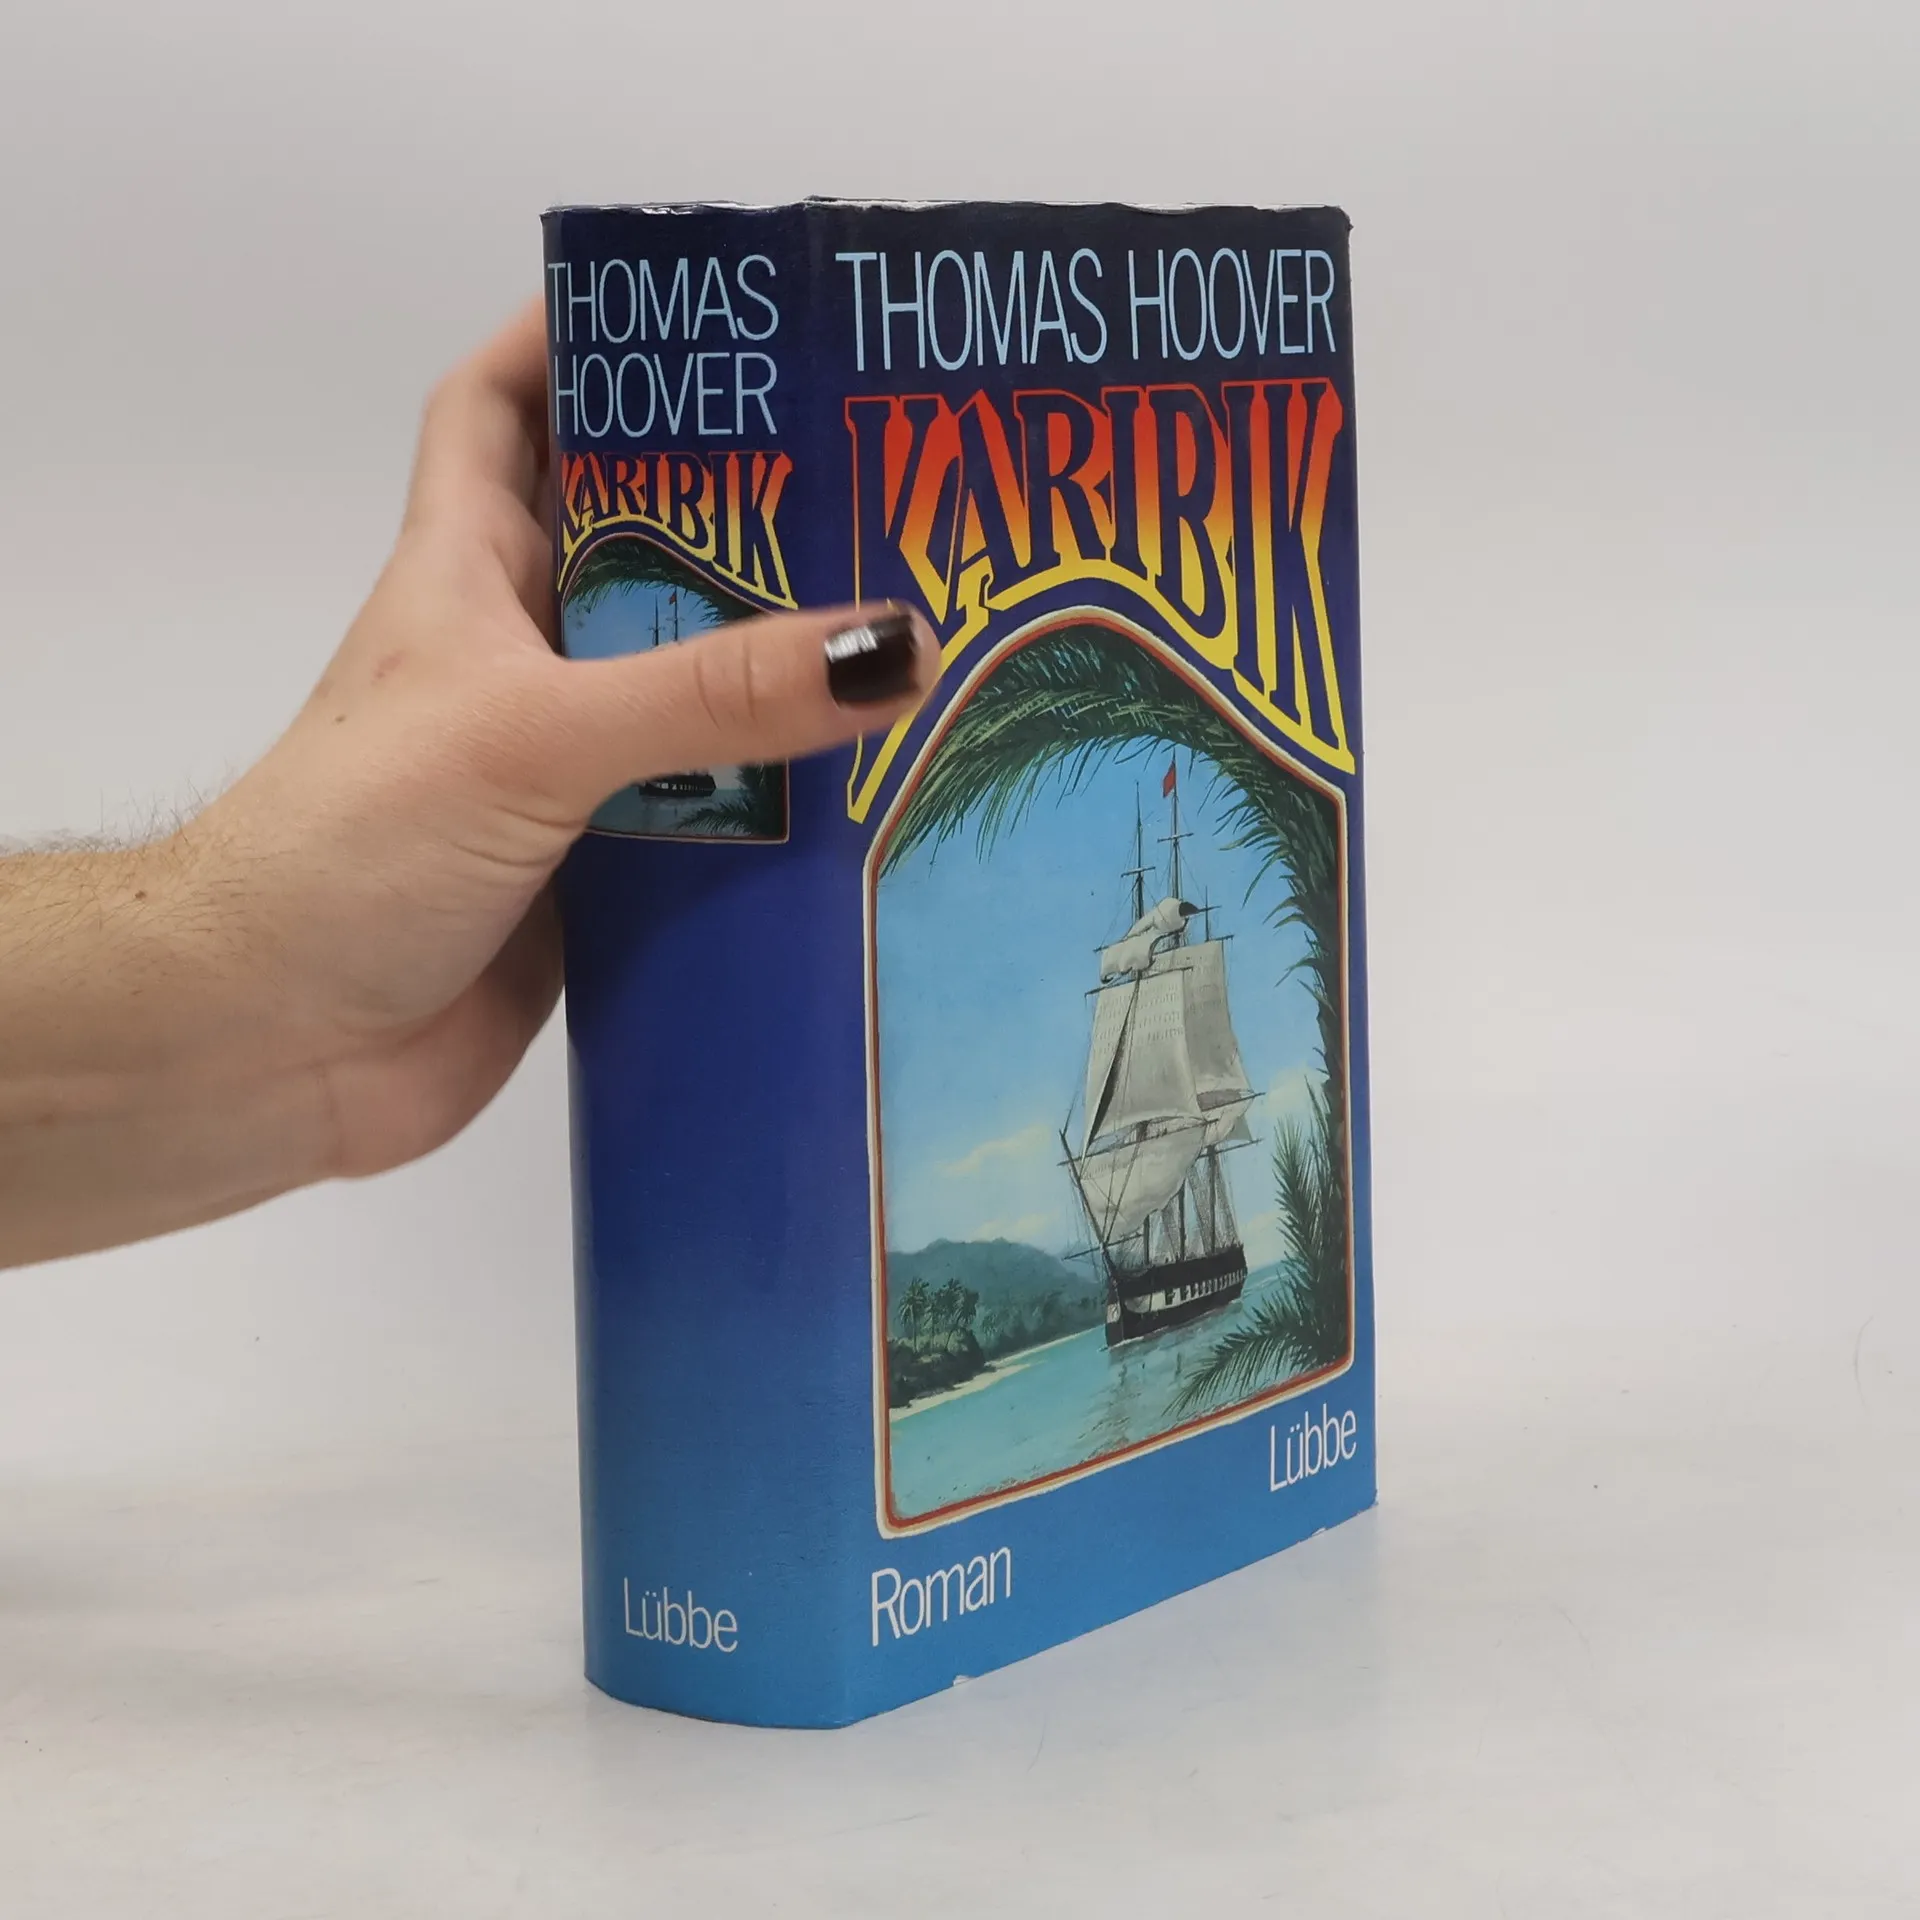 THOMAS
HOOVER
KARIBIK
Lübbe
THOMAS HOOVER
KARIBIK
Lübbe
Roman